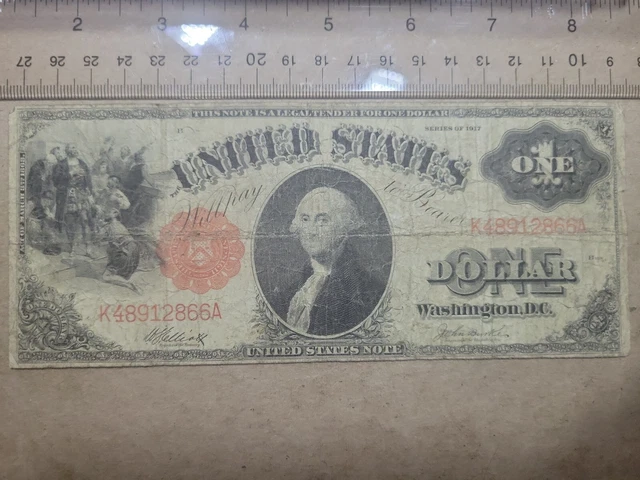 2 3 4 5 6 7 8
27 26 25 24 23 22 21 20 19 18 17 16 15 14 13 12 11 10 9 8
THIS NOTE IS A LEGAL TENDER FOR ONE DOLLAR
SERIES OF 1917
THE UNITED STATES
ONE
Will pay to Bearer
K48912866A
ONE DOLLAR
Washington, D.C.
K48912866A
UNITED STATES NOTE